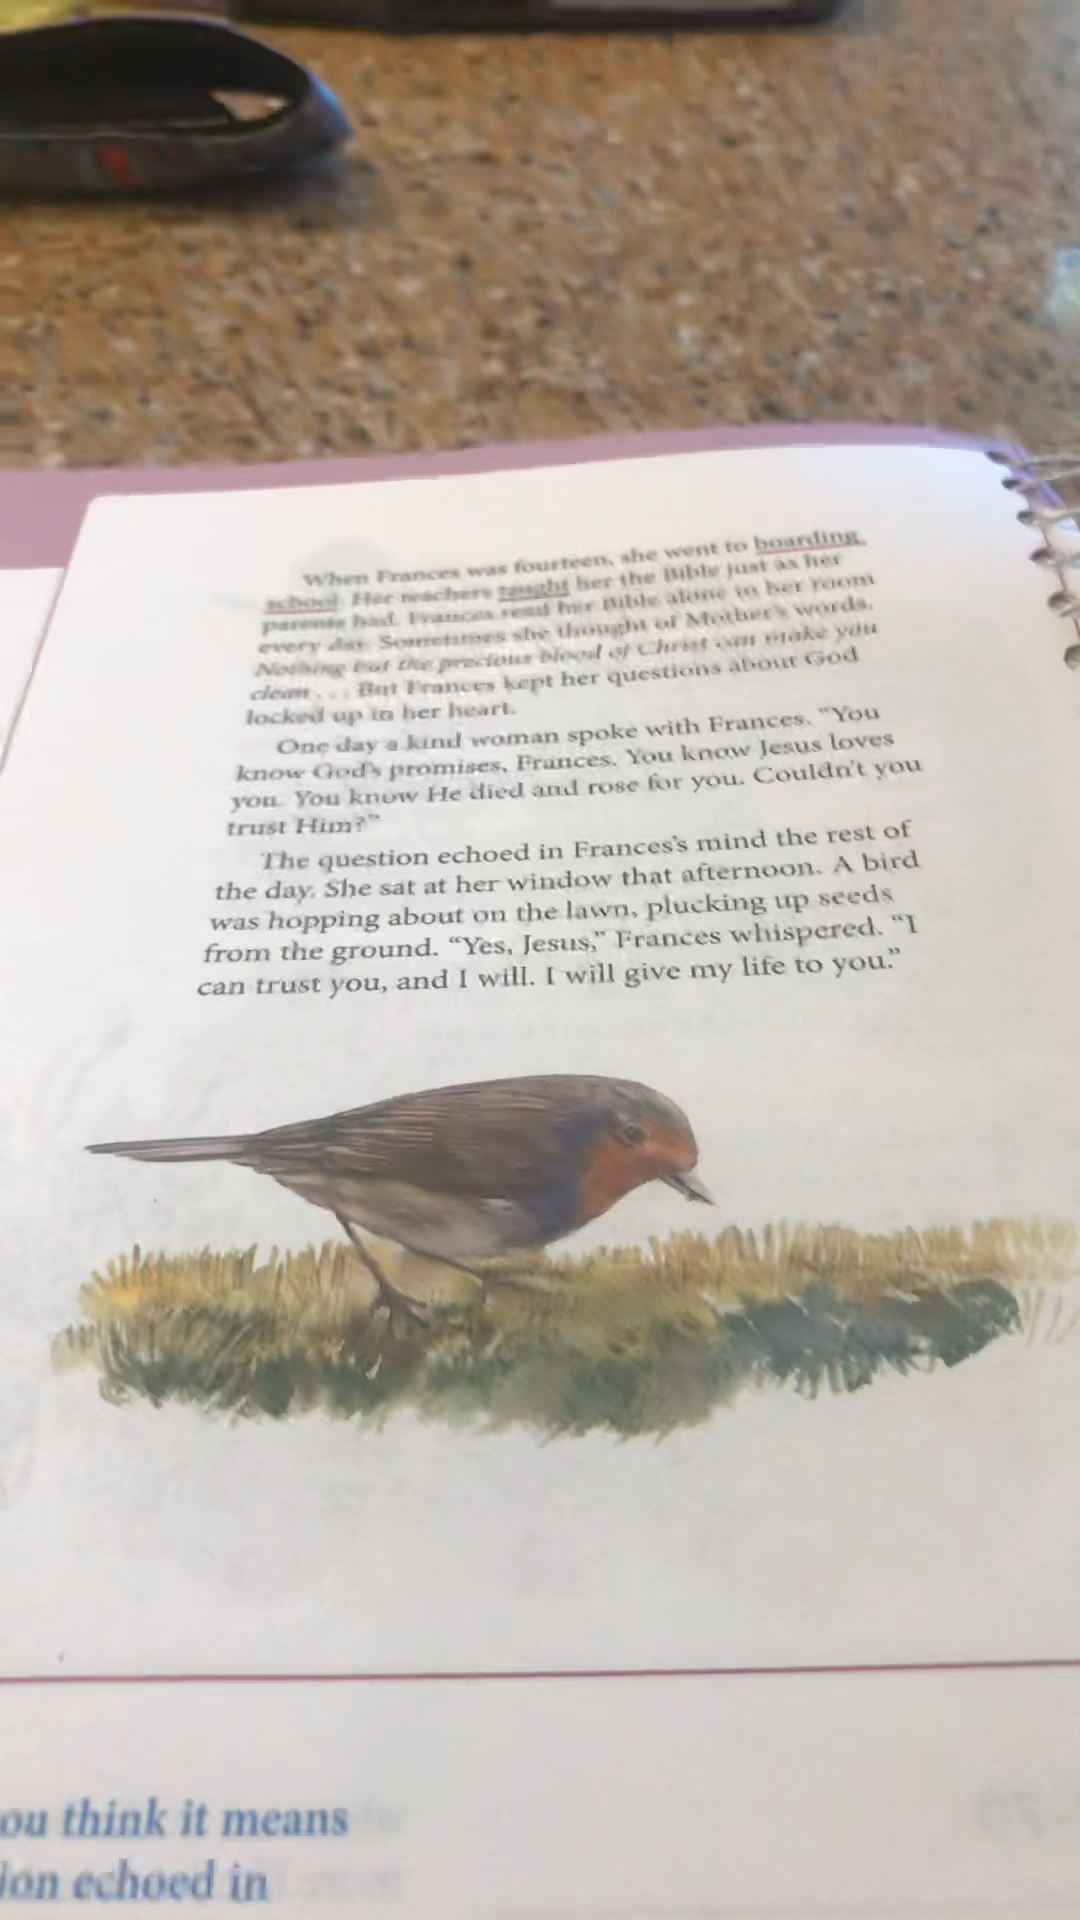 When Frances was fourteen, she went to boarding
school. Her teachers taught her the Bible just as her
parents had. Frances read her Bible alone in her room
every day. Sometimes she thought of Mother's words,
Nothing but the precious blood of Christ can make you
clean . . . But Frances kept her questions about God
locked up in her heart.
One day a kind woman spoke with Frances. “You
know God's promises, Frances. You know Jesus loves
you. You know He died and rose for you. Couldn't you
trust Him?”
The question echoed in Frances's mind the rest of
the day. She sat at her window that afternoon. A bird
was hopping about on the lawn, plucking up seeds
from the ground. “Yes, Jesus,” Frances whispered. “I
can trust you, and I will. I will give my life to you.”
ou think it means
ion echoed in